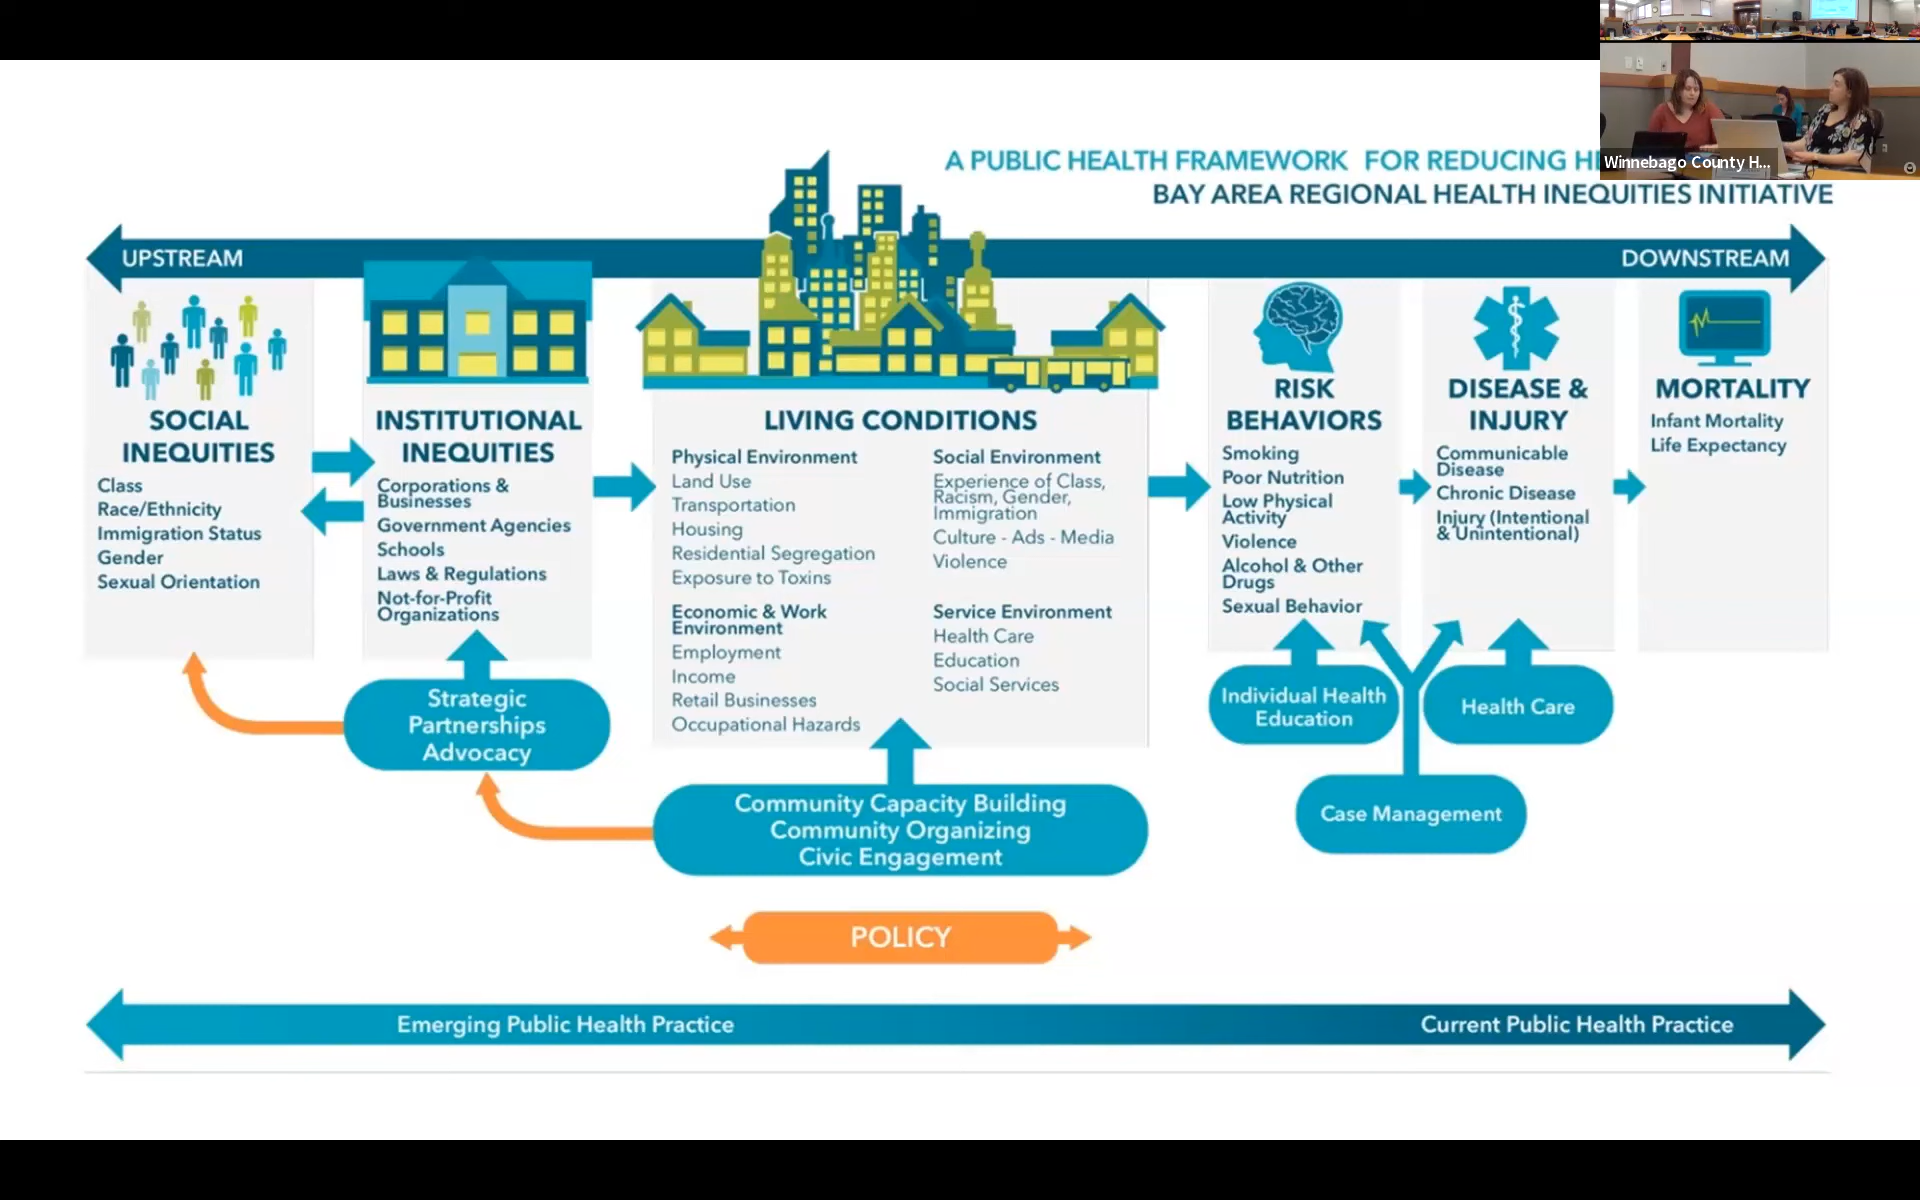 A PUBLIC HEALTH FRAMEWORK FOR REDUCING
BAY AREA REGIONAL HEALTH INEQUITIES INITIATIVE
Winnebago County H...
UPSTREAM
DOWNSTREAM
SOCIAL
INEQUITIES
Class
Race/Ethnicity
Immigration Status
Gender
Sexual Orientation
INSTITUTIONAL
INEQUITIES
Corporations &
Businesses
Government Agencies
Schools
Laws & Regulations
Not-for-Profit
Organizations
LIVING CONDITIONS
Physical Environment
Land Use
Transportation
Housing
Residential Segregation
Exposure to Toxins
Economic & Work
Environment
Employment
Income
Retail Businesses
Occupational Hazards
Social Environment
Experience of Class,
Racism, Gender,
Immigration
Culture - Ads - Media
Violence
Service Environment
Health Care
Education
Social Services
RISK
BEHAVIORS
Smoking
Poor Nutrition
Low Physical
Activity
Violence
Alcohol & Other
Drugs
Sexual Behavior
DISEASE &
INJURY
Communicable
Disease
Chronic Disease
Injury (Intentional
& Unintentional)
MORTALITY
Infant Mortality
Life Expectancy
Strategic
Partnerships
Advocacy
Community Capacity Building
Community Organizing
Civic Engagement
Individual Health
Education
Health Care
Case Management
POLICY
Emerging Public Health Practice
Current Public Health Practice